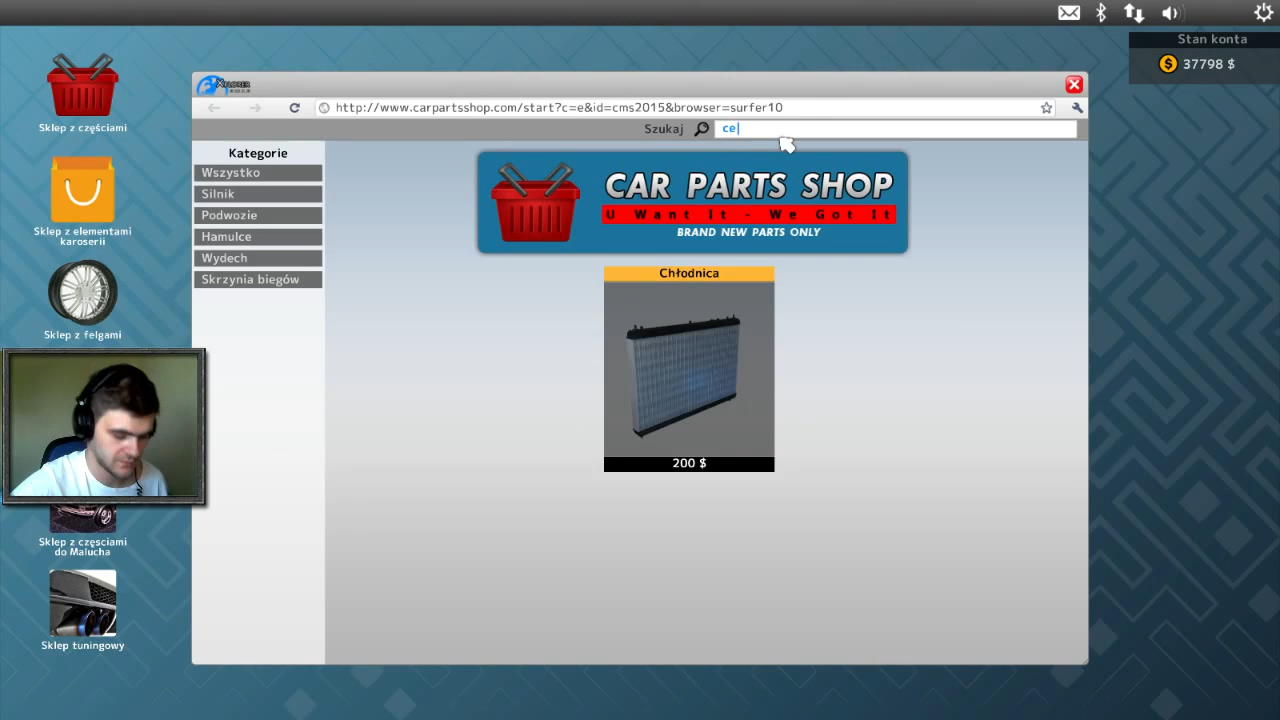 Stan konta
37798 $
Sklep z częściami
Sklep z elementami
karoserii
Sklep z felgami
Sklep z częsciami
do Malucha
Sklep tuningowy
http://www.carpartsshop.com/start?c=e&id=cms2015&browser=surfer10
Szukaj
ce
Kategorie
Wszystko
Silnik
Podwozie
Hamulce
Wydech
Skrzynia biegów
CAR PARTS SHOP
U Want It - We Got It
BRAND NEW PARTS ONLY
Chłodnica
200 $